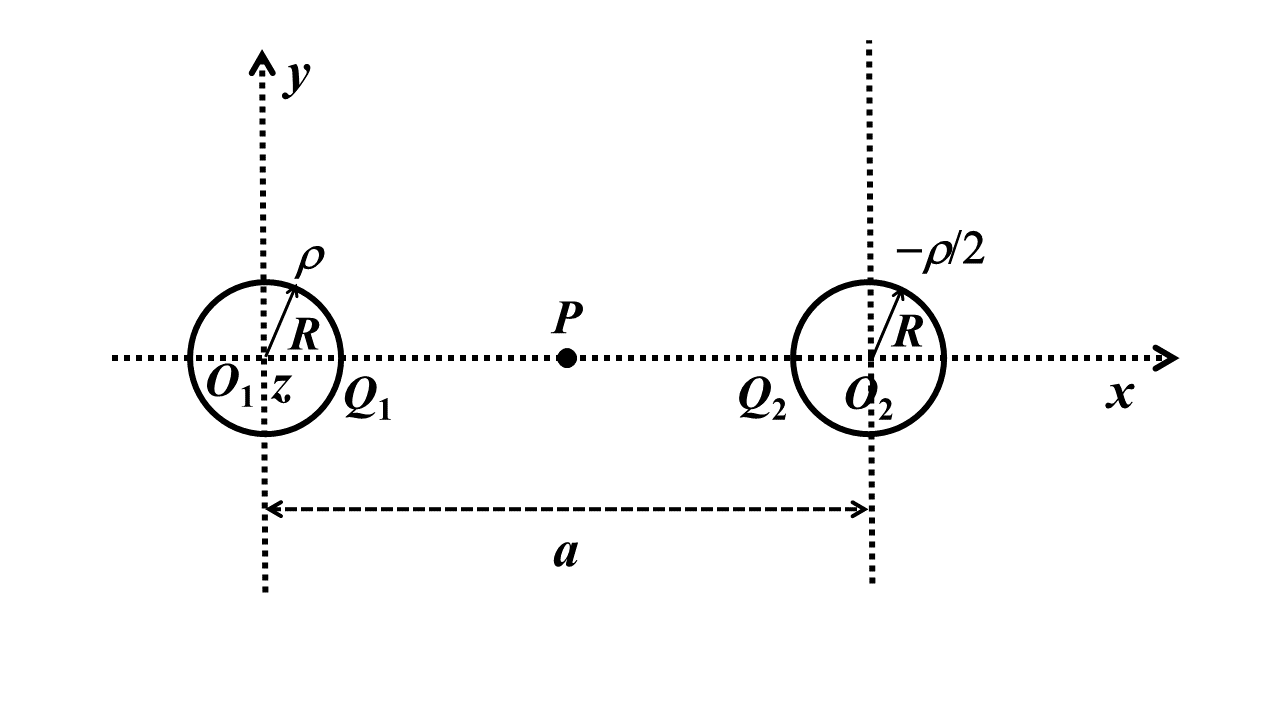 y
ρ
−ρ/2
P
R
R
O₁
z
Q₁
Q₂
O₂
x
a